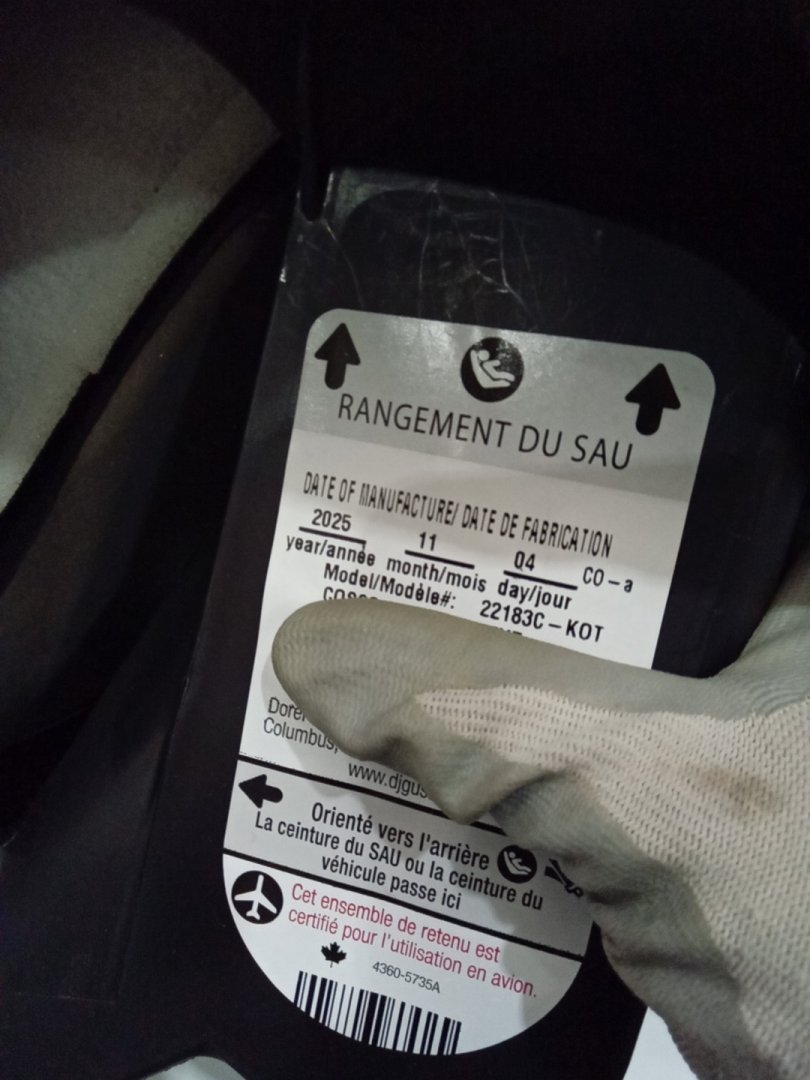 RANGEMENT DU SAU
DATE OF MANUFACTURE/ DATE DE FABRICATION
2025 11 04 CO-a
year/année month/mois day/jour
Model/Modèle#: 22183C-KOT
Columbus,
www.djgus
Orienté vers l'arrière
La ceinture du SAU ou la ceinture du
véhicule passe ici
Cet ensemble de retenu est
certifié pour l'utilisation en avion.
4360-5735A